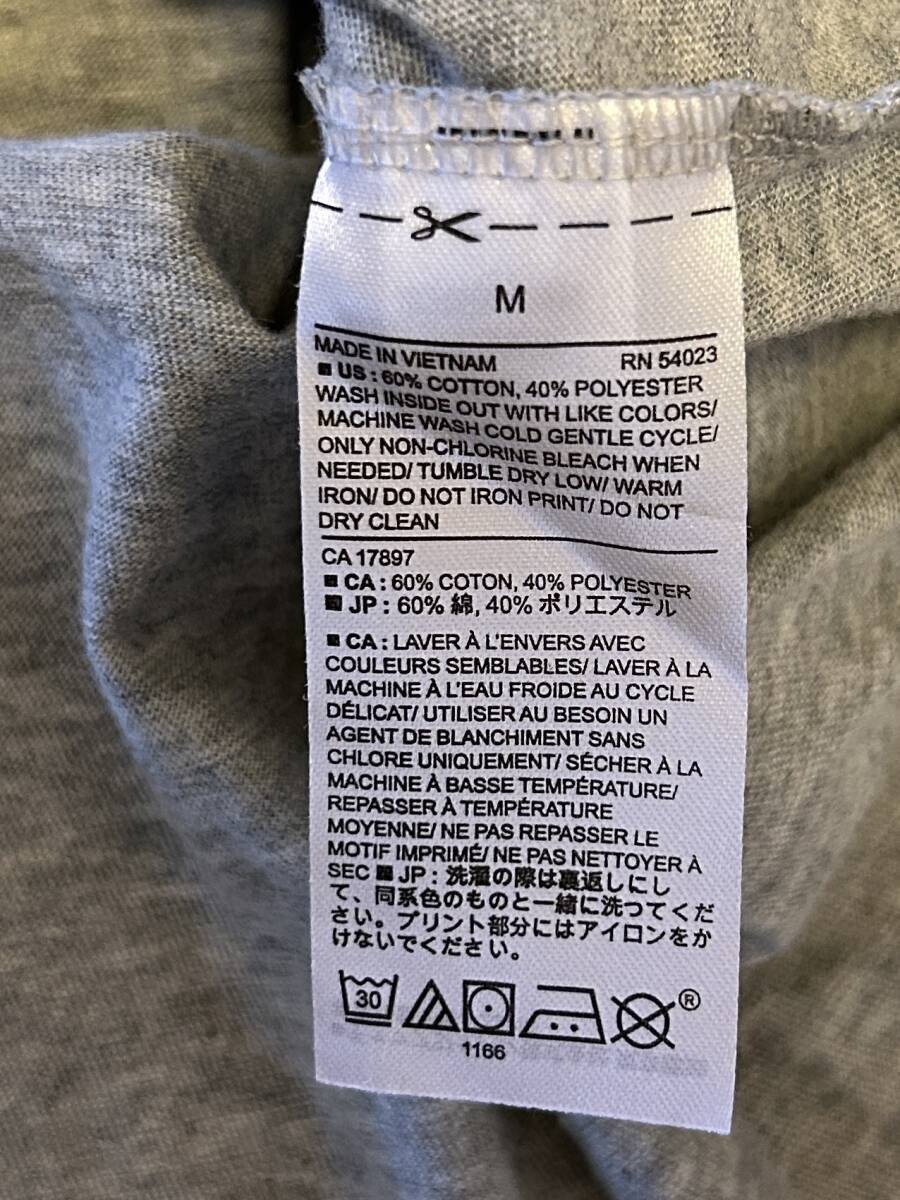 M
MADE IN VIETNAM RN 54023
■ US : 60% COTTON, 40% POLYESTER
WASH INSIDE OUT WITH LIKE COLORS/
MACHINE WASH COLD GENTLE CYCLE/
ONLY NON-CHLORINE BLEACH WHEN
NEEDED/ TUMBLE DRY LOW/ WARM
IRON/ DO NOT IRON PRINT/ DO NOT
DRY CLEAN
CA 17897
■ CA : 60% COTON, 40% POLYESTER
■ JP : 60% 綿, 40% ポリエステル
■ CA : LAVER À L'ENVERS AVEC
COULEURS SEMBLABLES/ LAVER À LA
MACHINE À L'EAU FROIDE AU CYCLE
DÉLICAT/ UTILISER AU BESOIN UN
AGENT DE BLANCHIMENT SANS
CHLORE UNIQUEMENT/ SÉCHER À LA
MACHINE À BASSE TEMPÉRATURE/
REPASSER À TEMPÉRATURE
MOYENNE/ NE PAS REPASSER LE
MOTIF IMPRIMÉ/ NE PAS NETTOYER À
SEC ■ JP : 洗濯の際は裏返しにし
て、同系色のものと一緒に洗ってくだ
さい。プリント部分にはアイロンをか
けないでください。
30 ®
1166